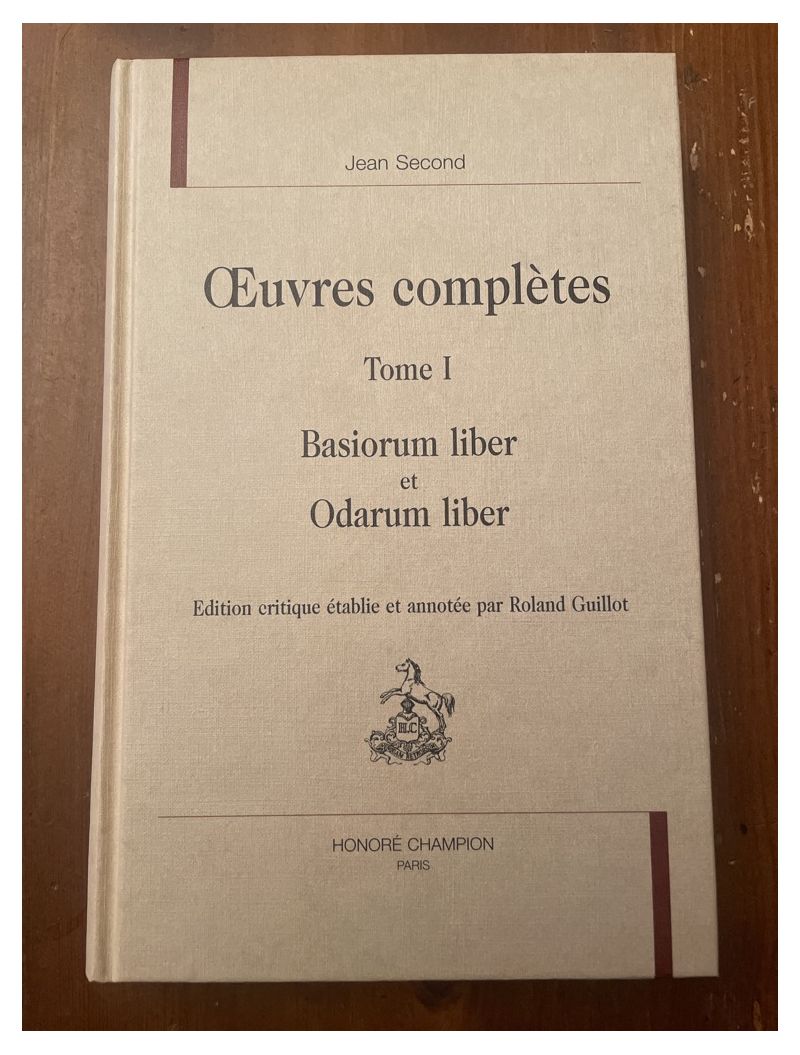 Jean Second
Œuvres complètes
Tome I
Basiorum liber
et
Odarum liber
Edition critique établie et annotée par Roland Guillot
H.C
HONORÉ CHAMPION
PARIS